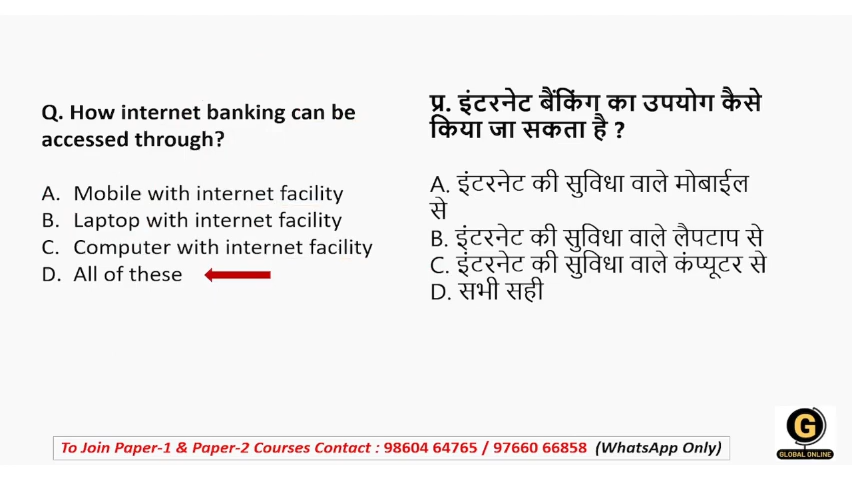 Q. How internet banking can be
accessed through?
A. Mobile with internet facility
B. Laptop with internet facility
C. Computer with internet facility
D. All of these
प्र. इंटरनेट बैंकिंग का उपयोग कैसे
किया जा सकता है ?
A. इंटरनेट की सुविधा वाले मोबाईल
से
B. इंटरनेट की सुविधा वाले लैपटाप से
C. इंटरनेट की सुविधा वाले कंप्यूटर से
D. सभी सही
To Join Paper-1 & Paper-2 Courses Contact : 98604 64765 / 97660 66858 (WhatsApp Only)
G
GLOBAL ONLINE